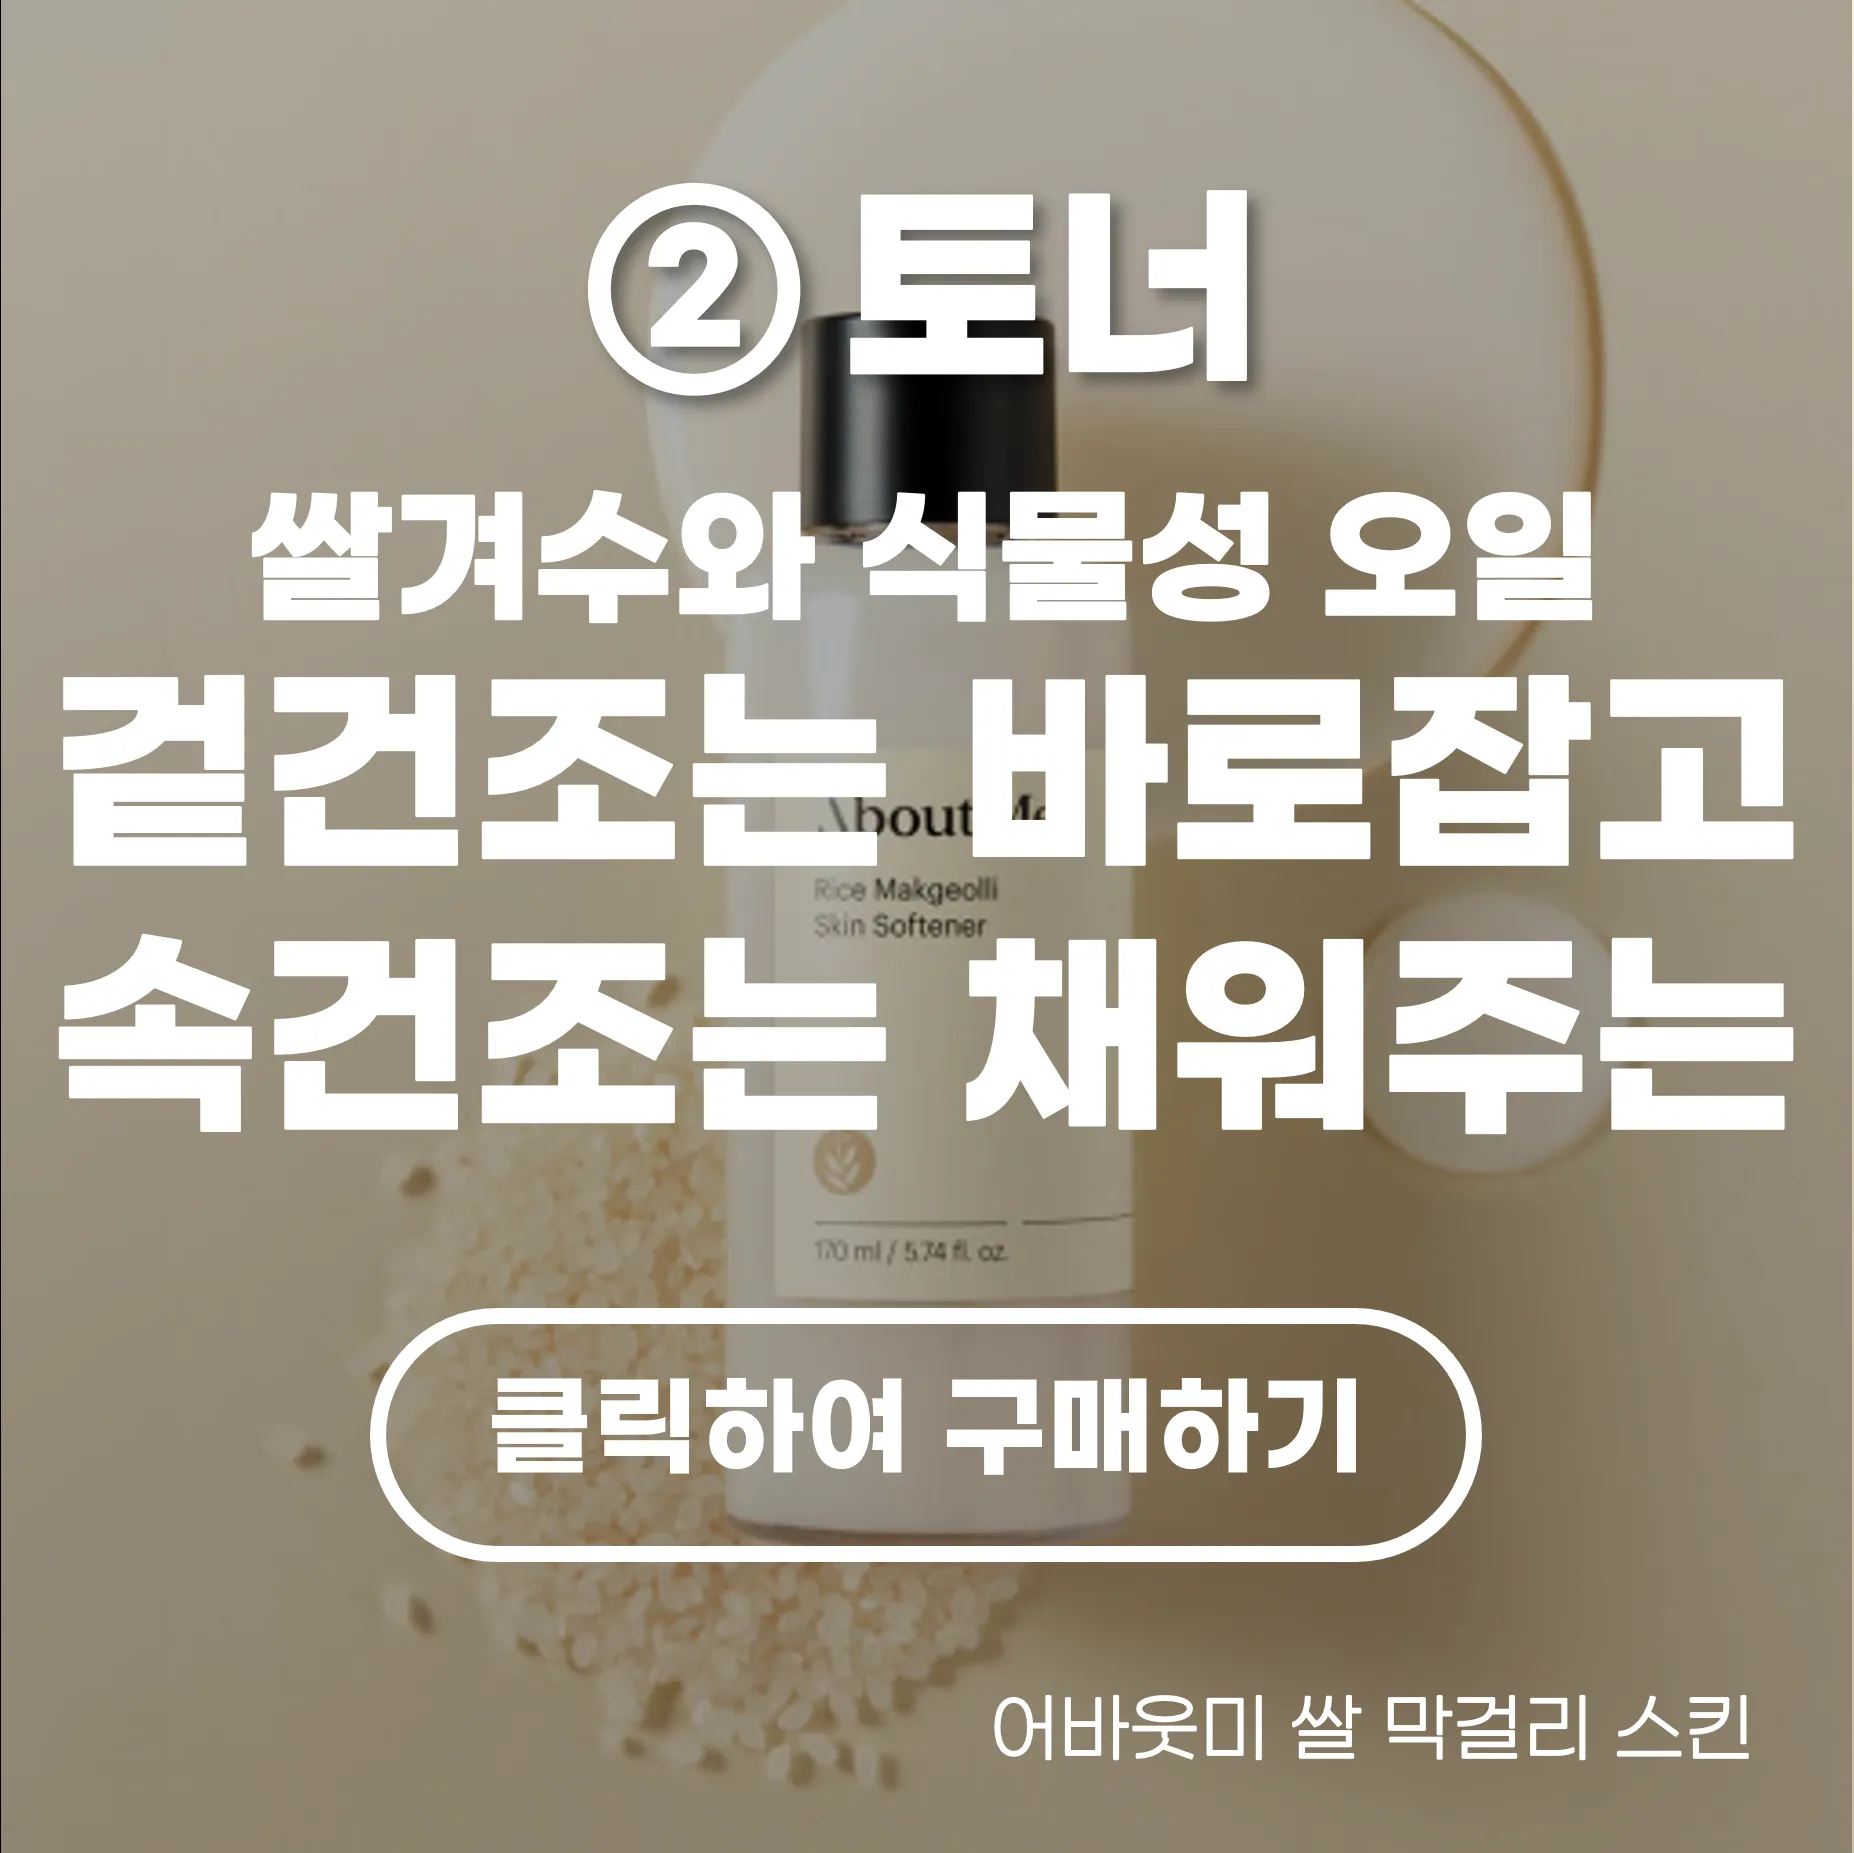 ② 토너
쌀겨수와 식물성 오일
겉건조는 바로잡고
About Me
Rice Makgeolli
Skin Softener
속건조는 채워주는
170 ml / 5.74 fl. oz.
클릭하여 구매하기
어바웃미 쌀 막걸리 스킨